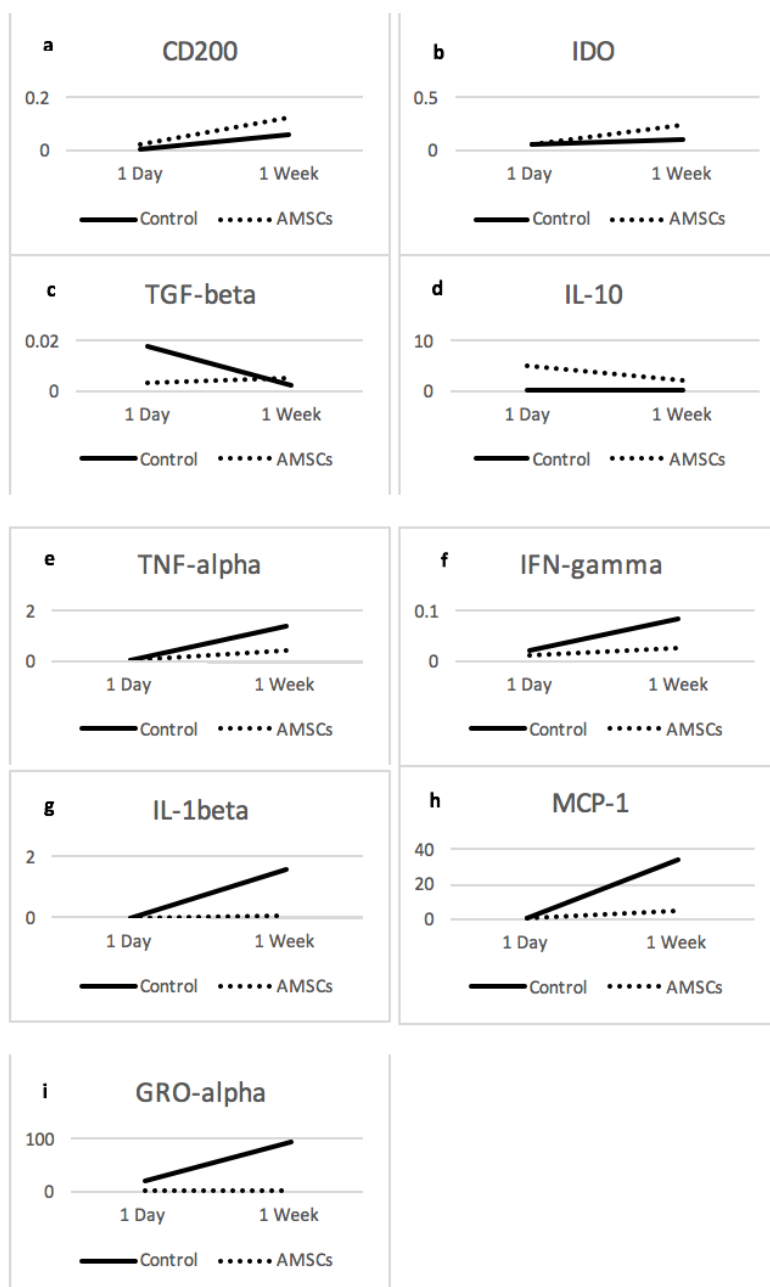 a
CD200
0.2
0
1 Day 1 Week
Control AMSCs
b
IDO
0.5
0
1 Day 1 Week
Control AMSCs
c
TGF-beta
0.02
0
1 Day 1 Week
Control AMSCs
d
IL-10
10
0
1 Day 1 Week
Control AMSCs
e
TNF-alpha
2
0
1 Day 1 Week
Control AMSCs
f
IFN-gamma
0.1
0
1 Day 1 Week
Control AMSCs
g
IL-1beta
2
0
1 Day 1 Week
Control AMSCs
h
MCP-1
40
20
0
1 Day 1 Week
Control AMSCs
i
GRO-alpha
100
0
1 Day 1 Week
Control AMSCs